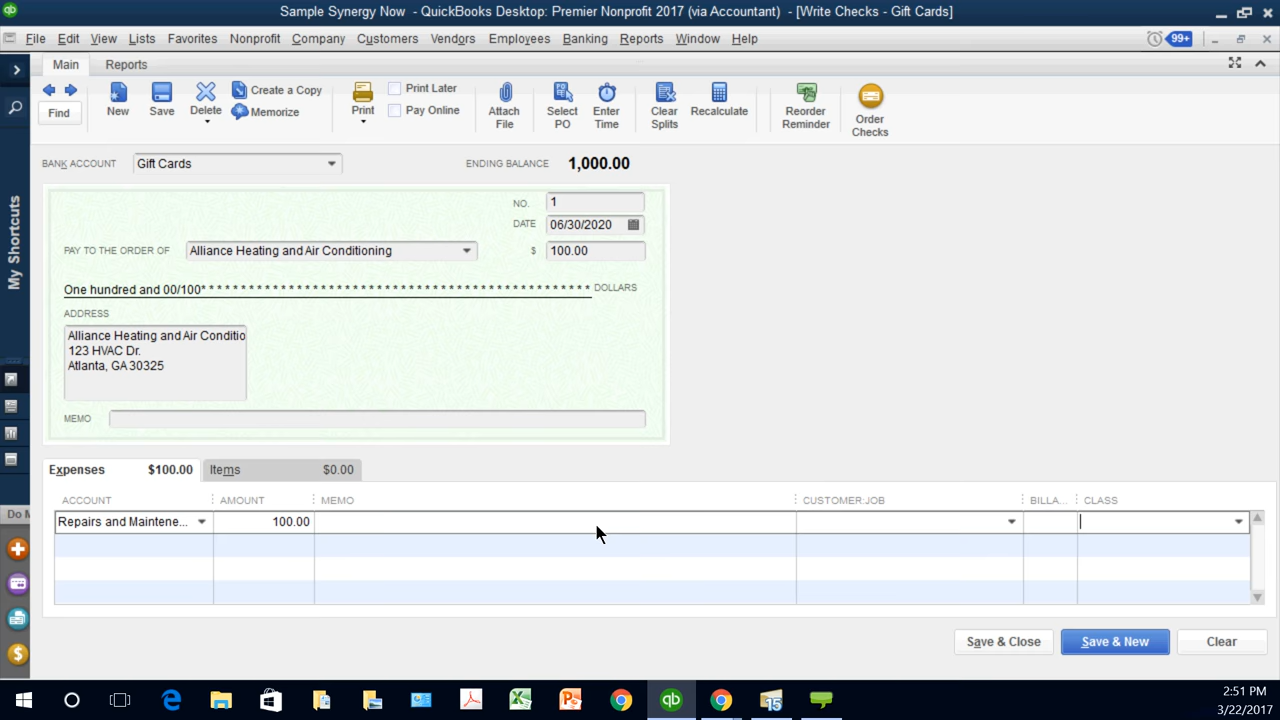 Sample Synergy Now - QuickBooks Desktop: Premier Nonprofit 2017 (via Accountant) - [Write Checks - Gift Cards]
File Edit View Lists Favorites Nonprofit Company Customers Vendors Employees Banking Reports Window Help
99+
Main Reports
Find
New
Save
Delete
Create a Copy
Memorize
Print
Print Later
Pay Online
Attach File
Select PO
Enter Time
Clear Splits
Recalculate
Reorder Reminder
Order Checks
My Shortcuts
BANK ACCOUNT Gift Cards ENDING BALANCE 1,000.00
NO. 1
DATE 06/30/2020
PAY TO THE ORDER OF Alliance Heating and Air Conditioning $ 100.00
One hundred and 00/100* * * * * * * * * * * * * * * * * * * * * * * * * * * * * * * * * * * * * * * * * * * * * * * * DOLLARS
ADDRESS
Alliance Heating and Air Conditio
123 HVAC Dr.
Atlanta, GA 30325
MEMO
Expenses $100.00 Items $0.00
ACCOUNT AMOUNT MEMO CUSTOMER:JOB BILLA... CLASS
Repairs and Maintene... 100.00
Do M
Save & Close Save & New Clear
2:51 PM
3/22/2017
15